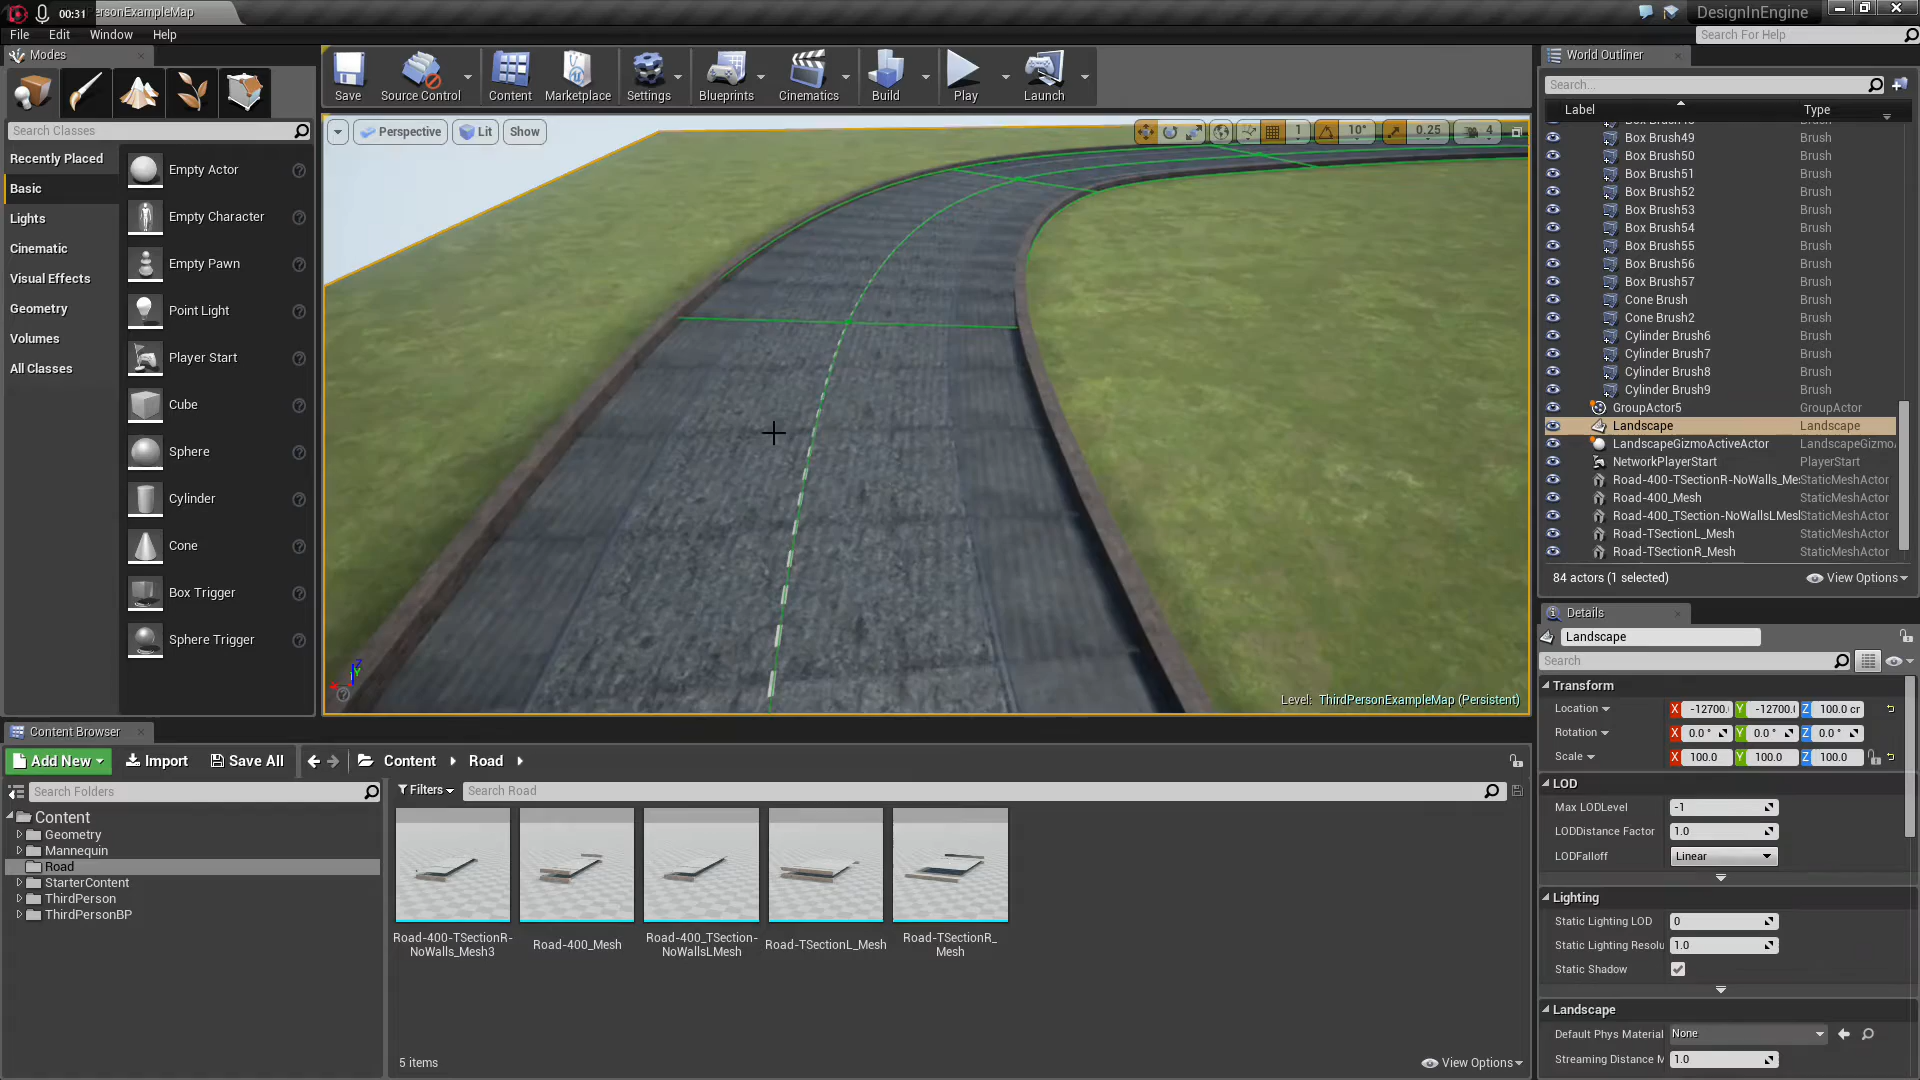 00:31
ersonExampleMap
DesignInEngine
File Edit Window Help
Search For Help
Modes
Search Classes
Recently Placed
Basic
Lights
Cinematic
Visual Effects
Geometry
Volumes
All Classes
Empty Actor
Empty Character
Empty Pawn
Point Light
Player Start
Cube
Sphere
Cylinder
Cone
Box Trigger
Sphere Trigger
Save
Source Control
Content
Marketplace
Settings
Blueprints
Cinematics
Build
Play
Launch
Perspective Lit Show
1 10° 0.25 4
Level: ThirdPersonExampleMap (Persistent)
World Outliner
Search...
Label Type
Box Brush49 Brush
Box Brush50 Brush
Box Brush51 Brush
Box Brush52 Brush
Box Brush53 Brush
Box Brush54 Brush
Box Brush55 Brush
Box Brush56 Brush
Box Brush57 Brush
Cone Brush Brush
Cone Brush2 Brush
Cylinder Brush6 Brush
Cylinder Brush7 Brush
Cylinder Brush8 Brush
Cylinder Brush9 Brush
GroupActor5 GroupActor
Landscape Landscape
LandscapeGizmoActiveActor LandscapeGizmo
NetworkPlayerStart PlayerStart
Road-400-TSectionR-NoWalls_Me StaticMeshActor
Road-400_Mesh StaticMeshActor
Road-400_TSection-NoWallsLMesl StaticMeshActor
Road-TSectionL_Mesh StaticMeshActor
Road-TSectionR_Mesh StaticMeshActor
84 actors (1 selected)
View Options
Details
Landscape
Search
Transform
Location X -12700. Y -12700. Z 100.0 cr
Rotation X 0.0 ° Y 0.0 ° Z 0.0 °
Scale X 100.0 Y 100.0 Z 100.0
LOD
Max LODLevel -1
LODDistance Factor 1.0
LODFalloff Linear
Lighting
Static Lighting LOD 0
Static Lighting Resolu 1.0
Static Shadow
Landscape
Default Phys Material None
Streaming Distance M 1.0
Content Browser
Add New Import Save All Content Road
Search Folders
Filters Search Road
Content
Geometry
Mannequin
Road
StarterContent
ThirdPerson
ThirdPersonBP
Road-400-TSectionR-
NoWalls_Mesh3
Road-400_Mesh
Road-400_TSection-
NoWallsLMesh
Road-TSectionL_Mesh
Road-TSectionR_
Mesh
5 items
View Options